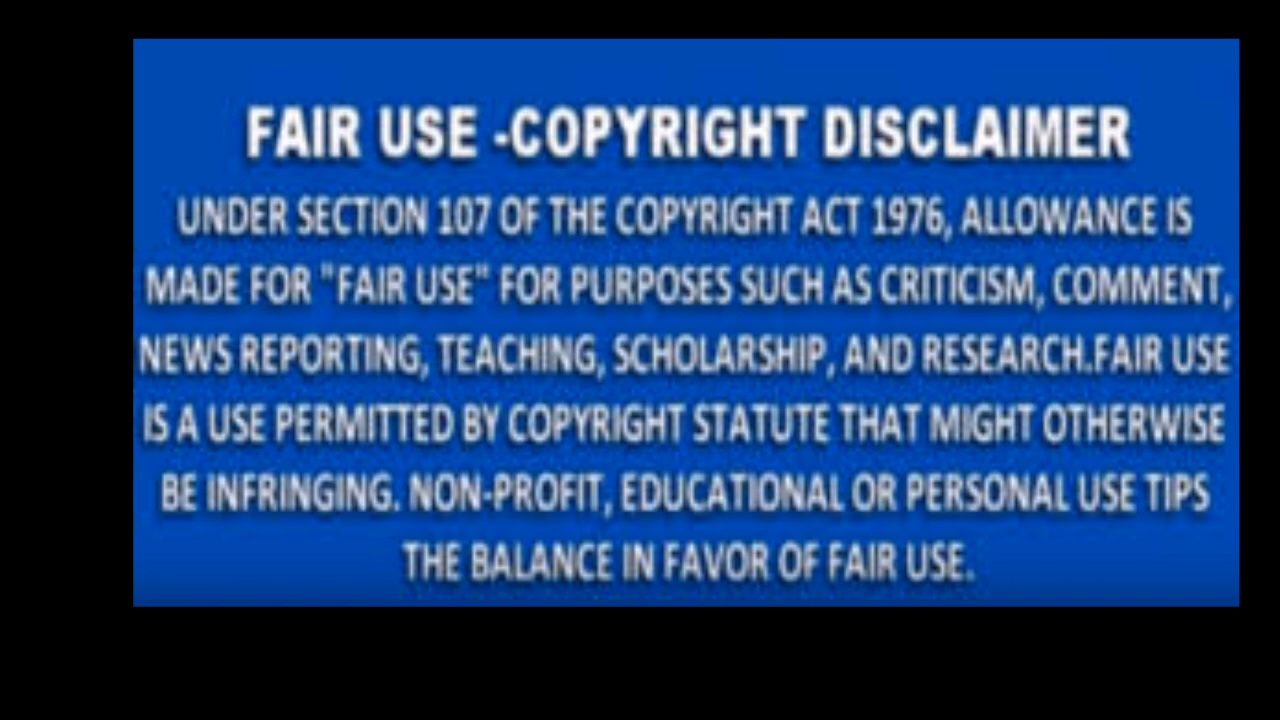 FAIR USE -COPYRIGHT DISCLAIMER
UNDER SECTION 107 OF THE COPYRIGHT ACT 1976, ALLOWANCE IS
MADE FOR "FAIR USE" FOR PURPOSES SUCH AS CRITICISM, COMMENT,
NEWS REPORTING, TEACHING, SCHOLARSHIP, AND RESEARCH.FAIR USE
IS A USE PERMITTED BY COPYRIGHT STATUTE THAT MIGHT OTHERWISE
BE INFRINGING. NON-PROFIT, EDUCATIONAL OR PERSONAL USE TIPS
THE BALANCE IN FAVOR OF FAIR USE.